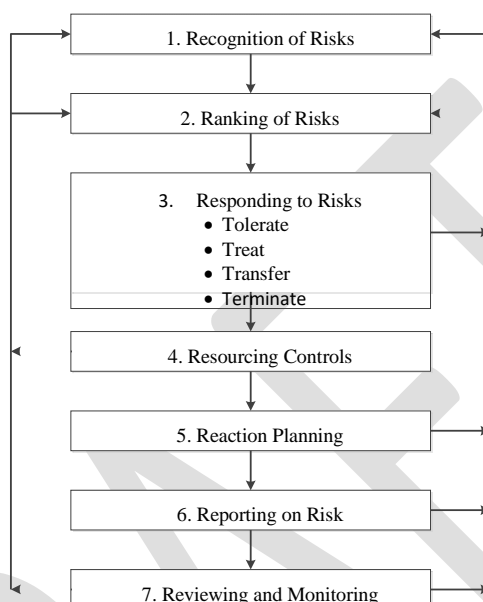 1. Recognition of Risks
2. Ranking of Risks
3. Responding to Risks
• Tolerate
• Treat
• Transfer
• Terminate
4. Resourcing Controls
5. Reaction Planning
6. Reporting on Risk
7. Reviewing and Monitoring